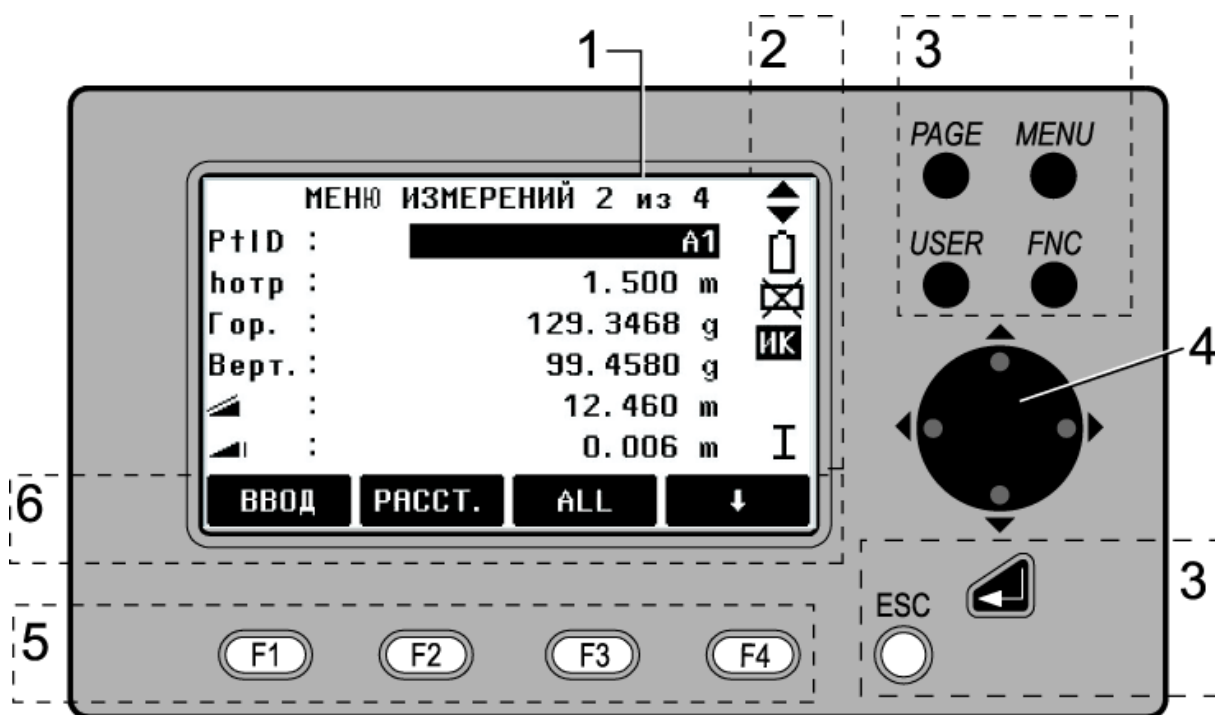 1
2
3
PAGE MENU
USER FNC
МЕНЮ ИЗМЕРЕНИЙ 2 из 4
PtID : A1
hотр : 1.500 m
Гор. : 129.3468 g
Верт. : 99.4580 g
: 12.460 m
: 0.006 m
ИК
I
4
6
ВВОД РАССТ. ALL ⬇
5
F1 F2 F3 F4
ESC
3